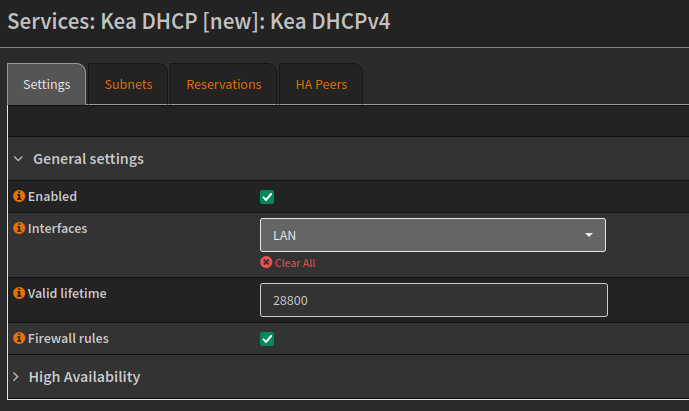 Services: Kea DHCP [new]: Kea DHCPv4
Settings Subnets Reservations HA Peers
General settings
Enabled
Interfaces LAN
Clear All
Valid lifetime 28800
Firewall rules
High Availability